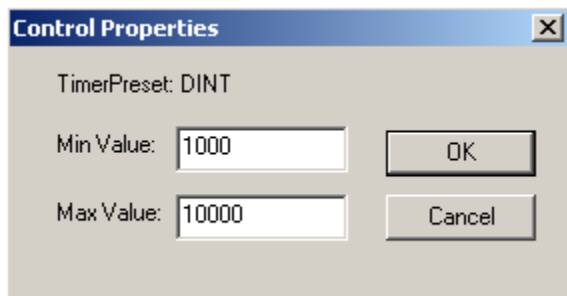 Control Properties
TimerPreset: DINT
Min Value: 1000
OK
Max Value: 10000
Cancel